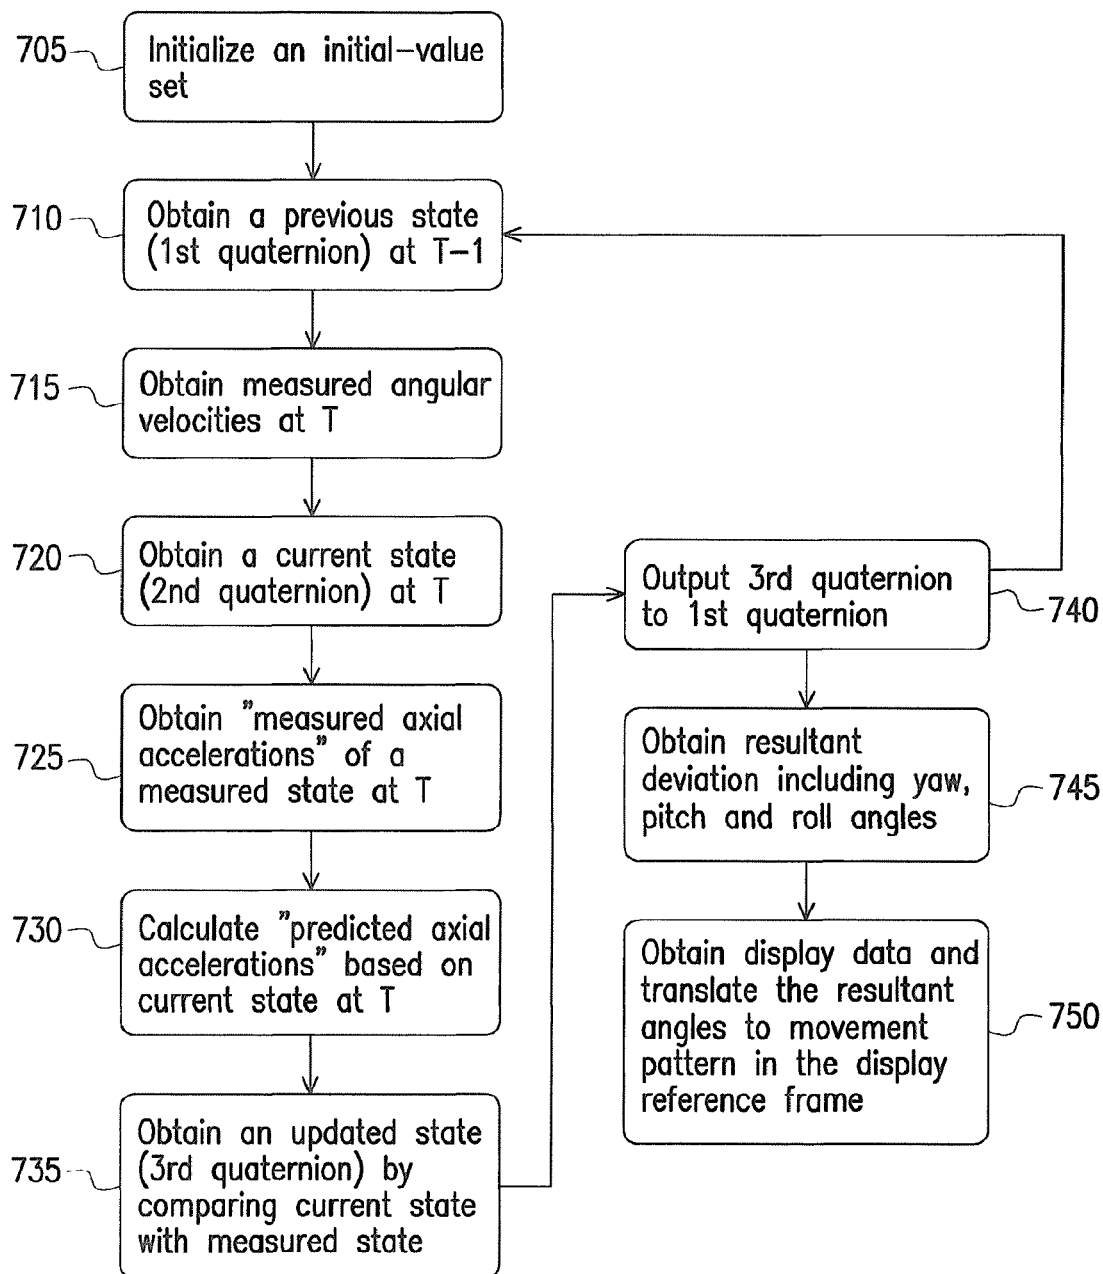 705
Initialize an initial-value
set
710
Obtain a previous state
(1st quaternion) at T-1
715
Obtain measured angular
velocities at T
720
Obtain a current state
(2nd quaternion) at T
725
Obtain "measured axial
accelerations" of a
measured state at T
730
Calculate "predicted axial
accelerations" based on
current state at T
735
Obtain an updated state
(3rd quaternion) by
comparing current state
with measured state
Output 3rd quaternion
to 1st quaternion
740
Obtain resultant
deviation including yaw,
pitch and roll angles
745
Obtain display data and
translate the resultant
angles to movement
pattern in the display
reference frame
750